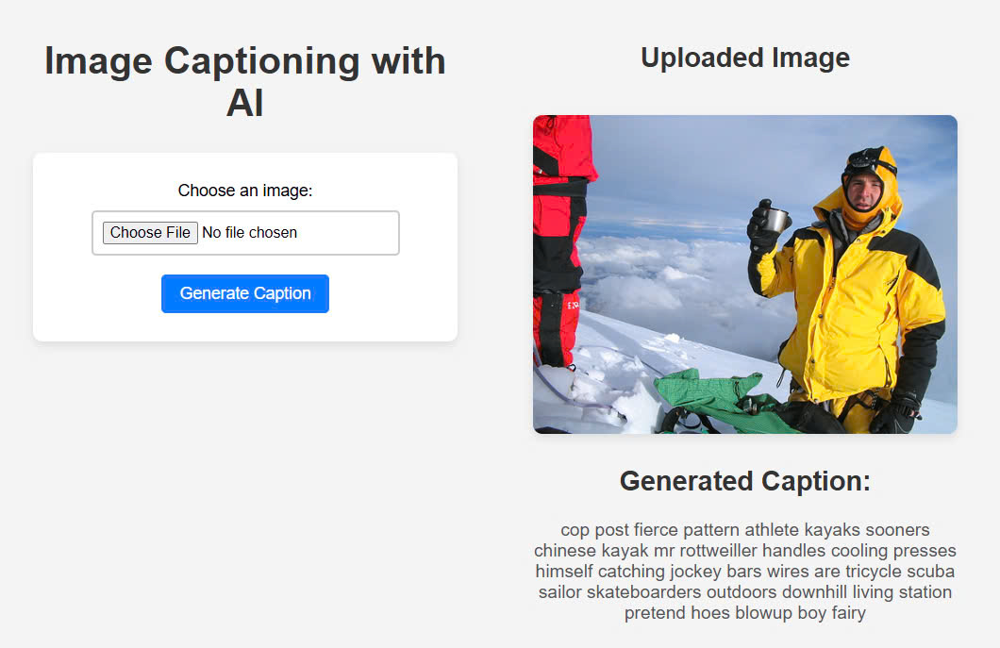 Image Captioning with
AI
Choose an image:
Choose File No file chosen
Generate Caption
Uploaded Image
Generated Caption:
cop post fierce pattern athlete kayaks sooners
chinese kayak mr rottweiller handles cooling presses
himself catching jockey bars wires are tricycle scuba
sailor skateboarders outdoors downhill living station
pretend hoes blowup boy fairy